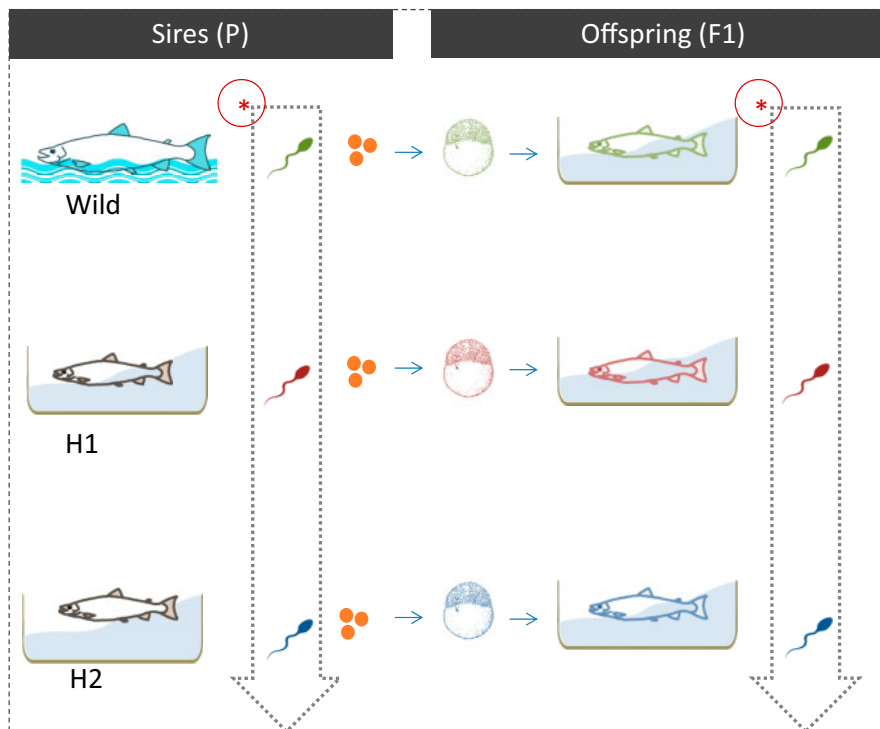 Sires (P)
Offspring (F1)
*
*
Wild
H1
H2